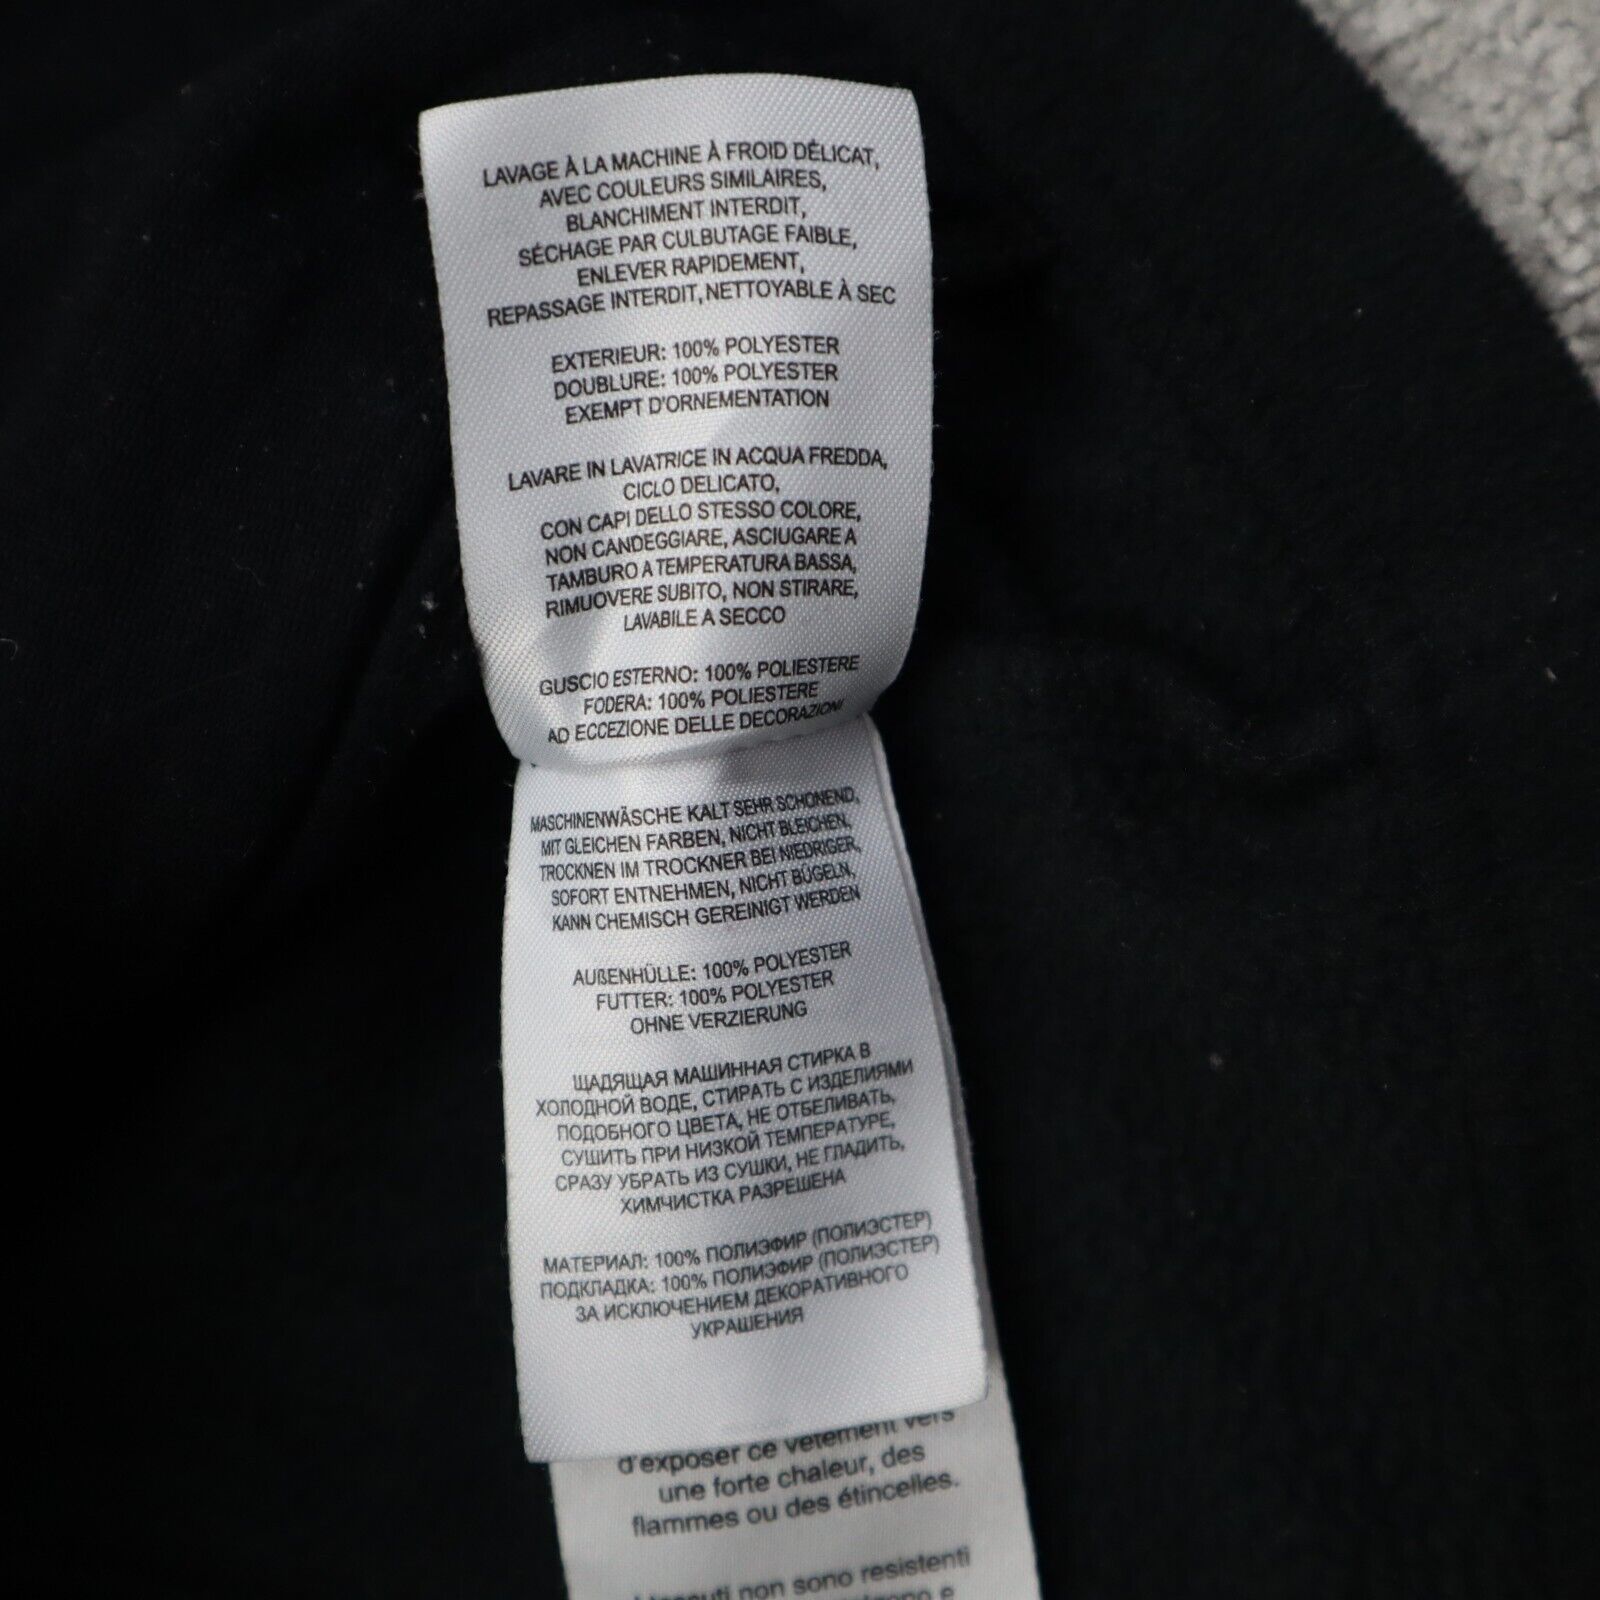 LAVAGE À LA MACHINE À FROID DÉLICAT,
AVEC COULEURS SIMILAIRES,
BLANCHIMENT INTERDIT,
SÉCHAGE PAR CULBUTAGE FAIBLE,
ENLEVER RAPIDEMENT,
REPASSAGE INTERDIT, NETTOYABLE À SEC
EXTERIEUR: 100% POLYESTER
DOUBLURE: 100% POLYESTER
EXEMPT D'ORNEMENTATION
LAVARE IN LAVATRICE IN ACQUA FREDDA,
CICLO DELICATO,
CON CAPI DELLO STESSO COLORE,
NON CANDEGGIARE, ASCIUGARE A
TAMBURO A TEMPERATURA BASSA,
RIMUOVERE SUBITO, NON STIRARE,
LAVABILE A SECCO
GUSCIO ESTERNO: 100% POLIESTERE
FODERA: 100% POLIESTERE
AD ECCEZIONE DELLE DECORAZIONI
MASCHINENWÄSCHE KALT SEHR SCHONEND,
MIT GLEICHEN FARBEN, NICHT BLEICHEN,
TROCKNEN IM TROCKNER BEI NIEDRIGER,
SOFORT ENTNEHMEN, NICHT BÜGELN,
KANN CHEMISCH GEREINIGT WERDEN
AUßENHÜLLE: 100% POLYESTER
FUTTER: 100% POLYESTER
OHNE VERZIERUNG
ЩАДЯЩАЯ МАШИННАЯ СТИРКА В
ХОЛОДНОЙ ВОДЕ, СТИРАТЬ С ИЗДЕЛИЯМИ
ПОДОБНОГО ЦВЕТА, НЕ ОТБЕЛИВАТЬ,
СУШИТЬ ПРИ НИЗКОЙ ТЕМПЕРАТУРЕ,
СРАЗУ УБРАТЬ ИЗ СУШКИ, НЕ ГЛАДИТЬ,
ХИМЧИСТКА РАЗРЕШЕНА
МАТЕРИАЛ: 100% ПОЛИЭФИР (ПОЛИЭСТЕР)
ПОДКЛАДКА: 100% ПОЛИЭФИР (ПОЛИЭСТЕР)
ЗА ИСКЛЮЧЕНИЕМ ДЕКОРАТИВНОГО
УКРАШЕНИЯ
d'exposer ce vêtement vers
une forte chaleur, des
flammes ou des étincelles.
non sono resistenti
e